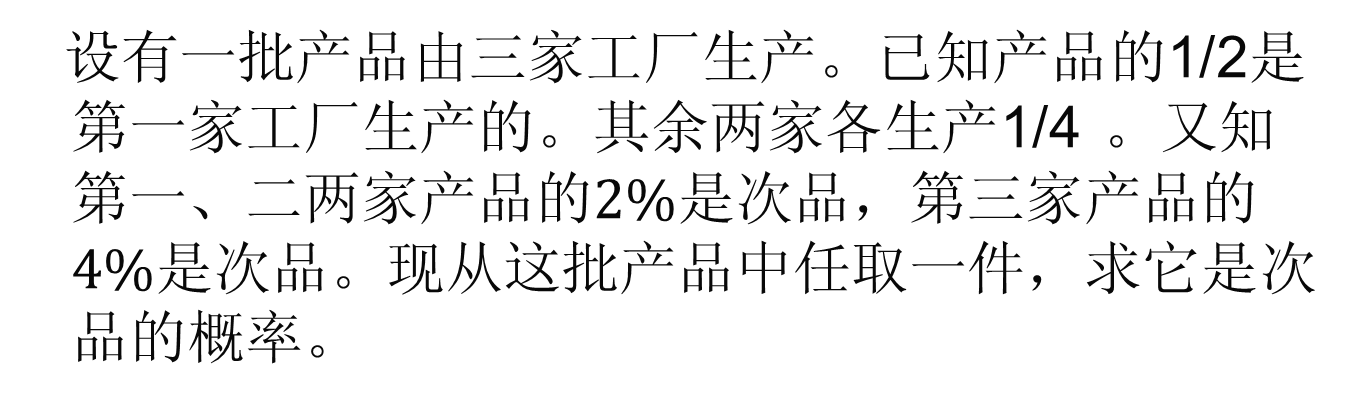 设有一批产品由三家工厂生产。已知产品的1/2是
第一家工厂生产的。其余两家各生产1/4 。又知
第一、二两家产品的2%是次品，第三家产品的
4%是次品。现从这批产品中任取一件，求它是次
品的概率。